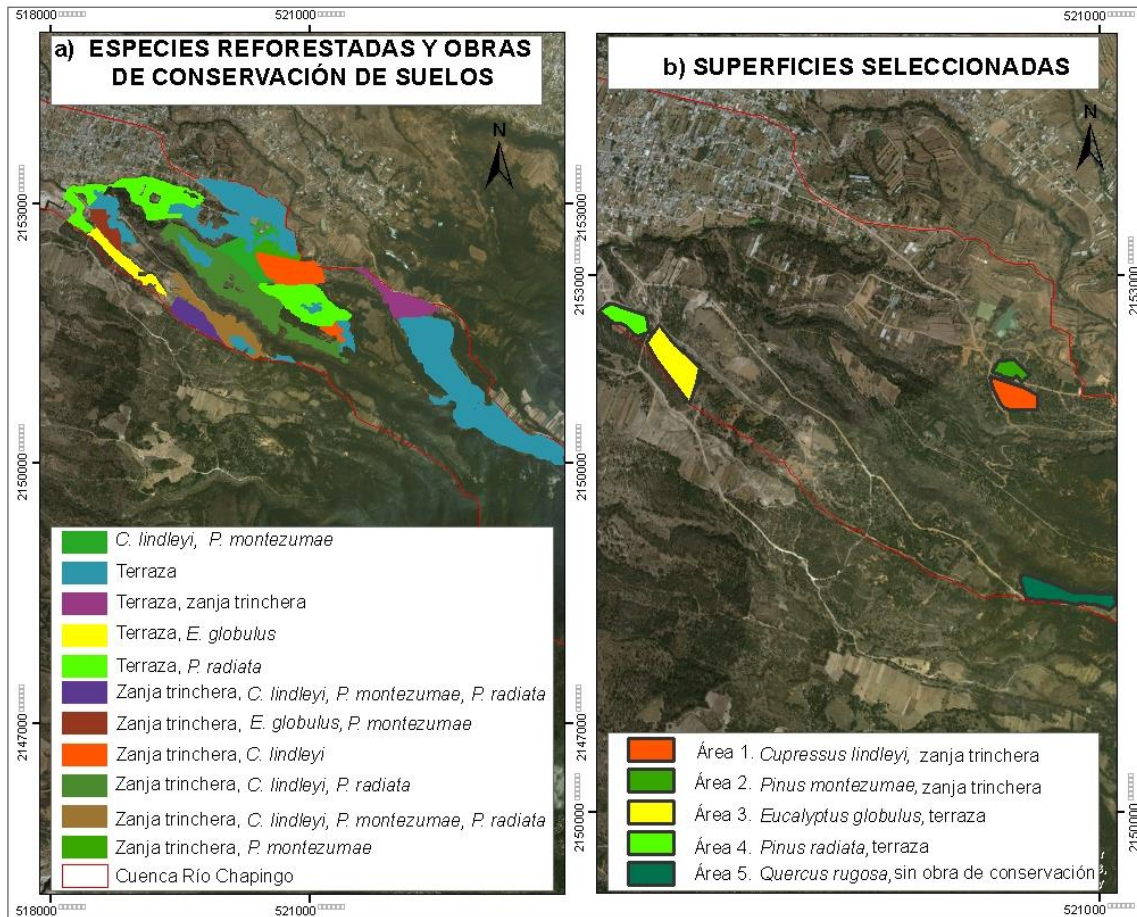 518000
521000
a) ESPECIES REFORESTADAS Y OBRAS
DE CONSERVACIÓN DE SUELOS
N
2153000
2153000
2150000
2150000
2147000
2147000
C. lindleyi, P. montezumae
Terraza
Terraza, zanja trinchera
Terraza, E. globulus
Terraza, P. radiata
Zanja trinchera, C. lindleyi, P. montezumae, P. radiata
Zanja trinchera, E. globulus, P. montezumae
Zanja trinchera, C. lindleyi
Zanja trinchera, C. lindleyi, P. radiata
Zanja trinchera, C. lindleyi, P. montezumae, P. radiata
Zanja trinchera, P. montezumae
Cuenca Río Chapingo
518000
521000
521000
b) SUPERFICIES SELECCIONADAS
N
2153000
2150000
Área 1. Cupressus lindleyi, zanja trinchera
Área 2. Pinus montezumae, zanja trinchera
Área 3. Eucalyptus globulus, terraza
Área 4. Pinus radiata, terraza
Área 5. Quercus rugosa, sin obra de conservación
521000